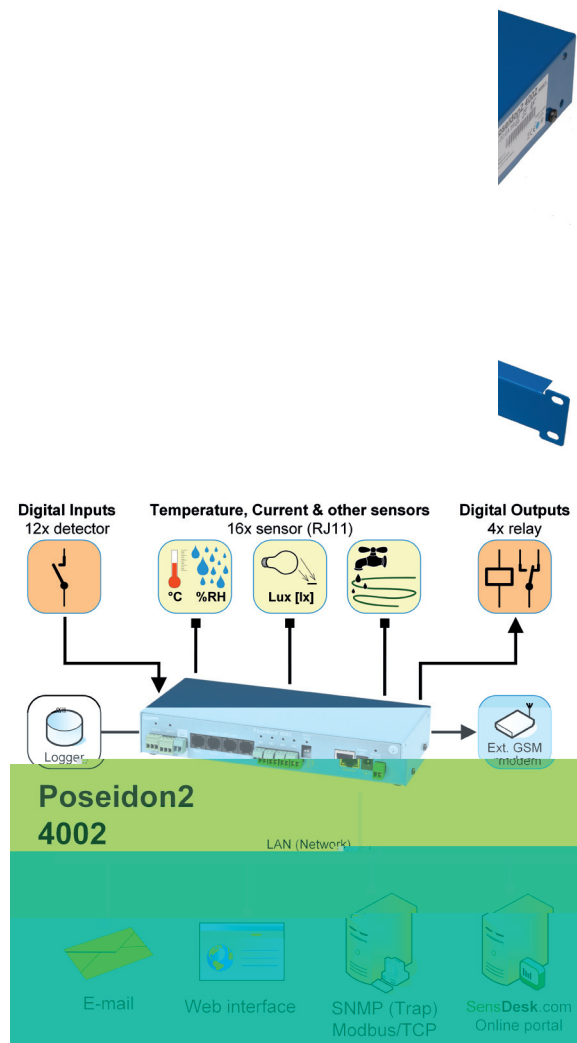 4002
Digital Inputs
12x detector
Temperature, Current & other sensors
16x sensor (RJ11)
Digital Outputs
4x relay
°C %RH
Lux [lx]
Logger
Ext. GSM
modem
Poseidon2
4002
LAN (Network)
E-mail
Web interface
SNMP (Trap)
Modbus/TCP
SensDesk.com
Online portal